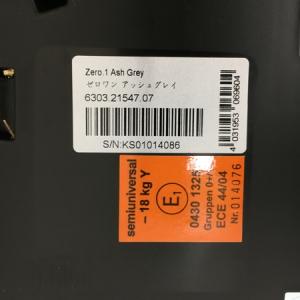 Zero.1 Ash Grey
ゼロワン アッシュグレイ
6303.21547.07
S/N:KS01014086
4 031953 069604
semiuniversal
– 18 kg Y
E1
0430 1325
Gruppen 0+/
ECE 44/04
Nr. 014076